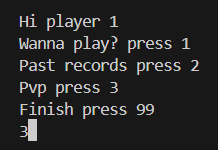 Hi player 1
Wanna play? press 1
Past records press 2
Pvp press 3
Finish press 99
3